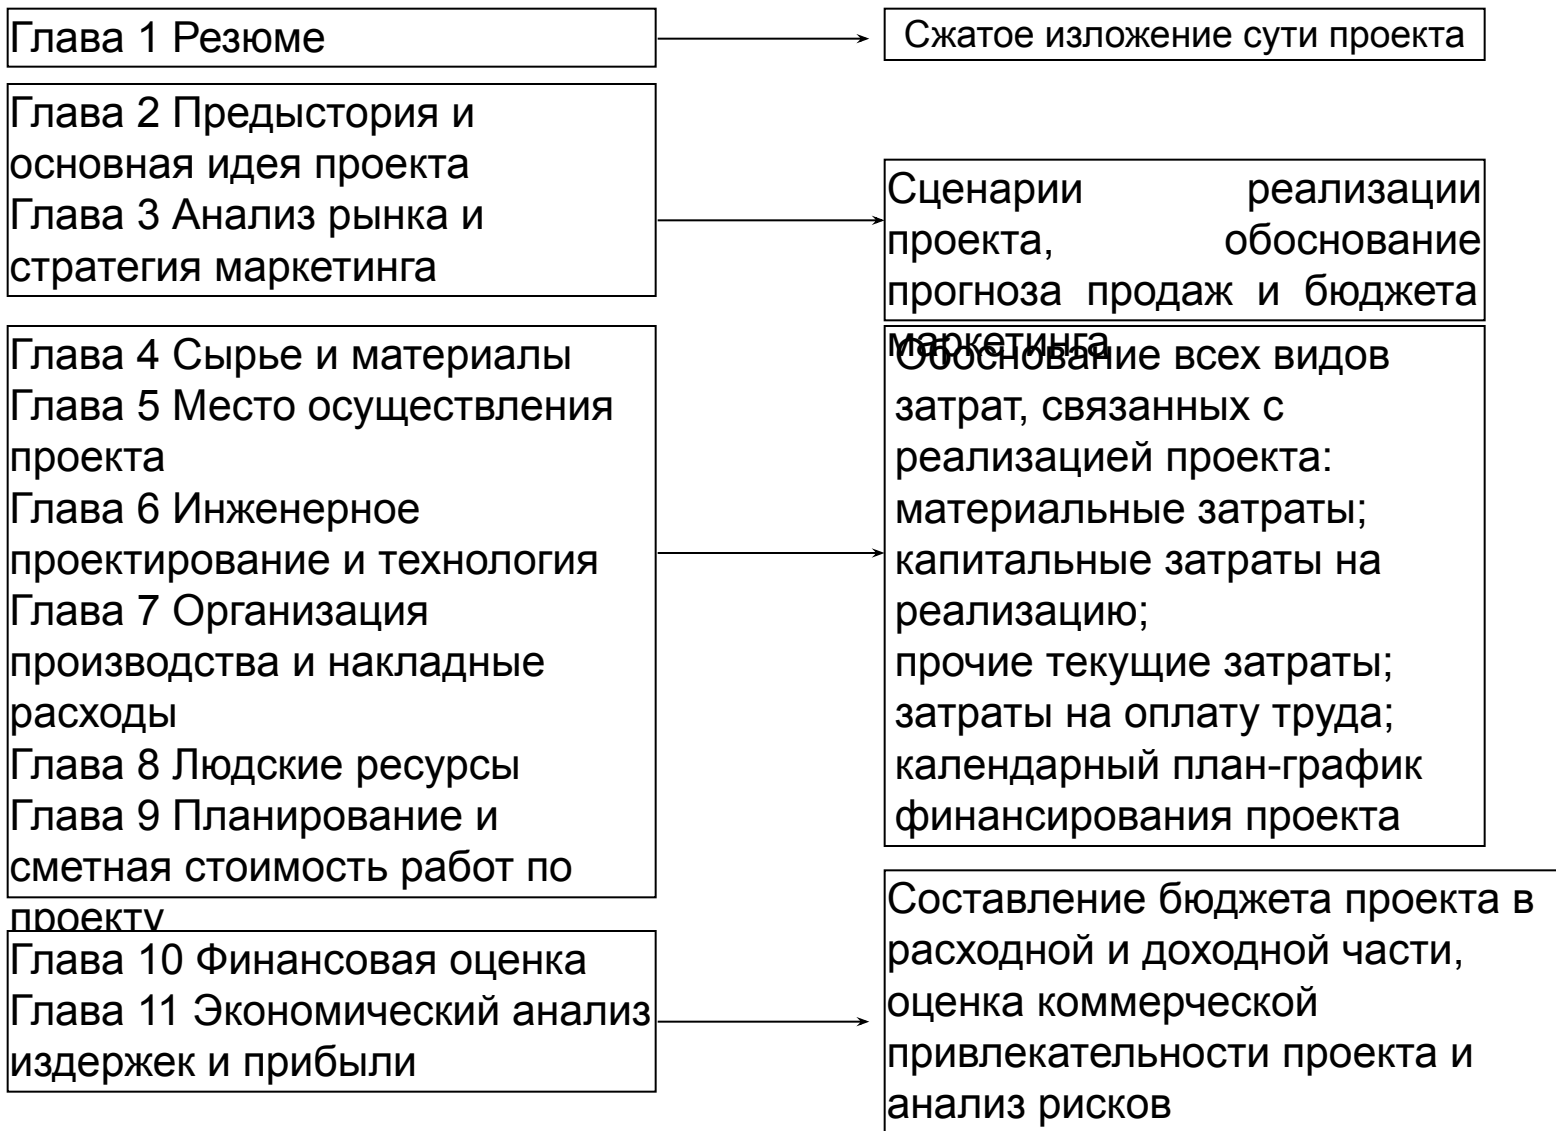 Глава 1 Резюме
Сжатое изложение сути проекта
Глава 2 Предыстория и
основная идея проекта
Глава 3 Анализ рынка и
стратегия маркетинга
Сценарии реализации
проекта, обоснование
прогноза продаж и бюджета
маркетинга
Глава 4 Сырье и материалы
Глава 5 Место осуществления
проекта
Глава 6 Инженерное
проектирование и технология
Глава 7 Организация
производства и накладные
расходы
Глава 8 Людские ресурсы
Глава 9 Планирование и
сметная стоимость работ по
проекту
Обоснование всех видов
затрат, связанных с
реализацией проекта:
материальные затраты;
капитальные затраты на
реализацию;
прочие текущие затраты;
затраты на оплату труда;
календарный план-график
финансирования проекта
Глава 10 Финансовая оценка
Глава 11 Экономический анализ
издержек и прибыли
Составление бюджета проекта в
расходной и доходной части,
оценка коммерческой
привлекательности проекта и
анализ рисков